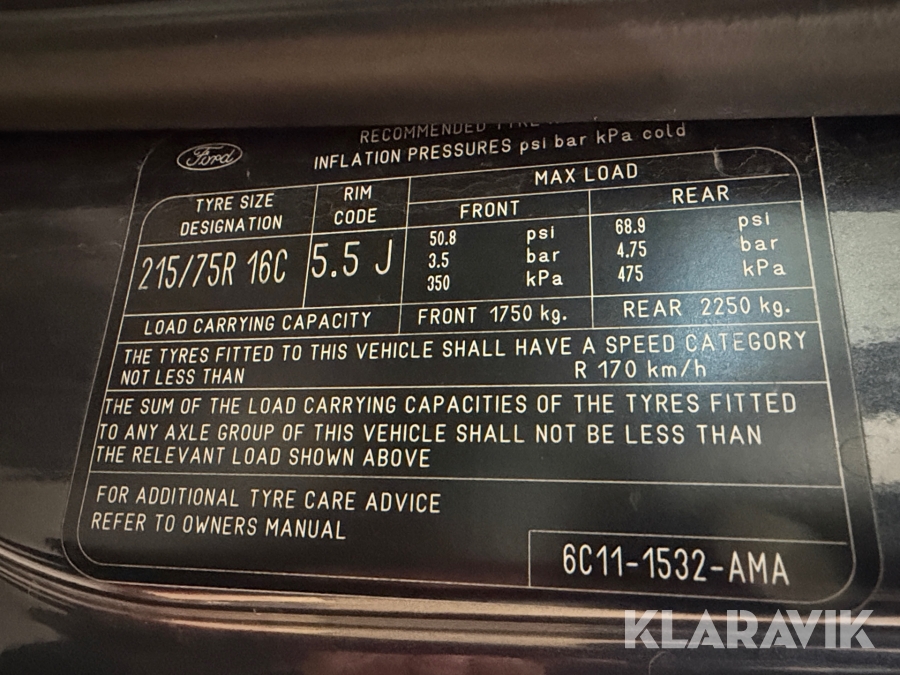 RECOMMENDED
INFLATION PRESSURES psi bar kPa cold
Ford
TYRE SIZE DESIGNATION
RIM CODE
MAX LOAD
FRONT
REAR
215/75R 16C
5.5 J
50.8 psi
3.5 bar
350 kPa
68.9 psi
4.75 bar
475 kPa
LOAD CARRYING CAPACITY
FRONT 1750 kg.
REAR 2250 kg.
THE TYRES FITTED TO THIS VEHICLE SHALL HAVE A SPEED CATEGORY
NOT LESS THAN R 170 km/h
THE SUM OF THE LOAD CARRYING CAPACITIES OF THE TYRES FITTED
TO ANY AXLE GROUP OF THIS VEHICLE SHALL NOT BE LESS THAN
THE RELEVANT LOAD SHOWN ABOVE
FOR ADDITIONAL TYRE CARE ADVICE
REFER TO OWNERS MANUAL
6C11-1532-AMA
KLARAVIK